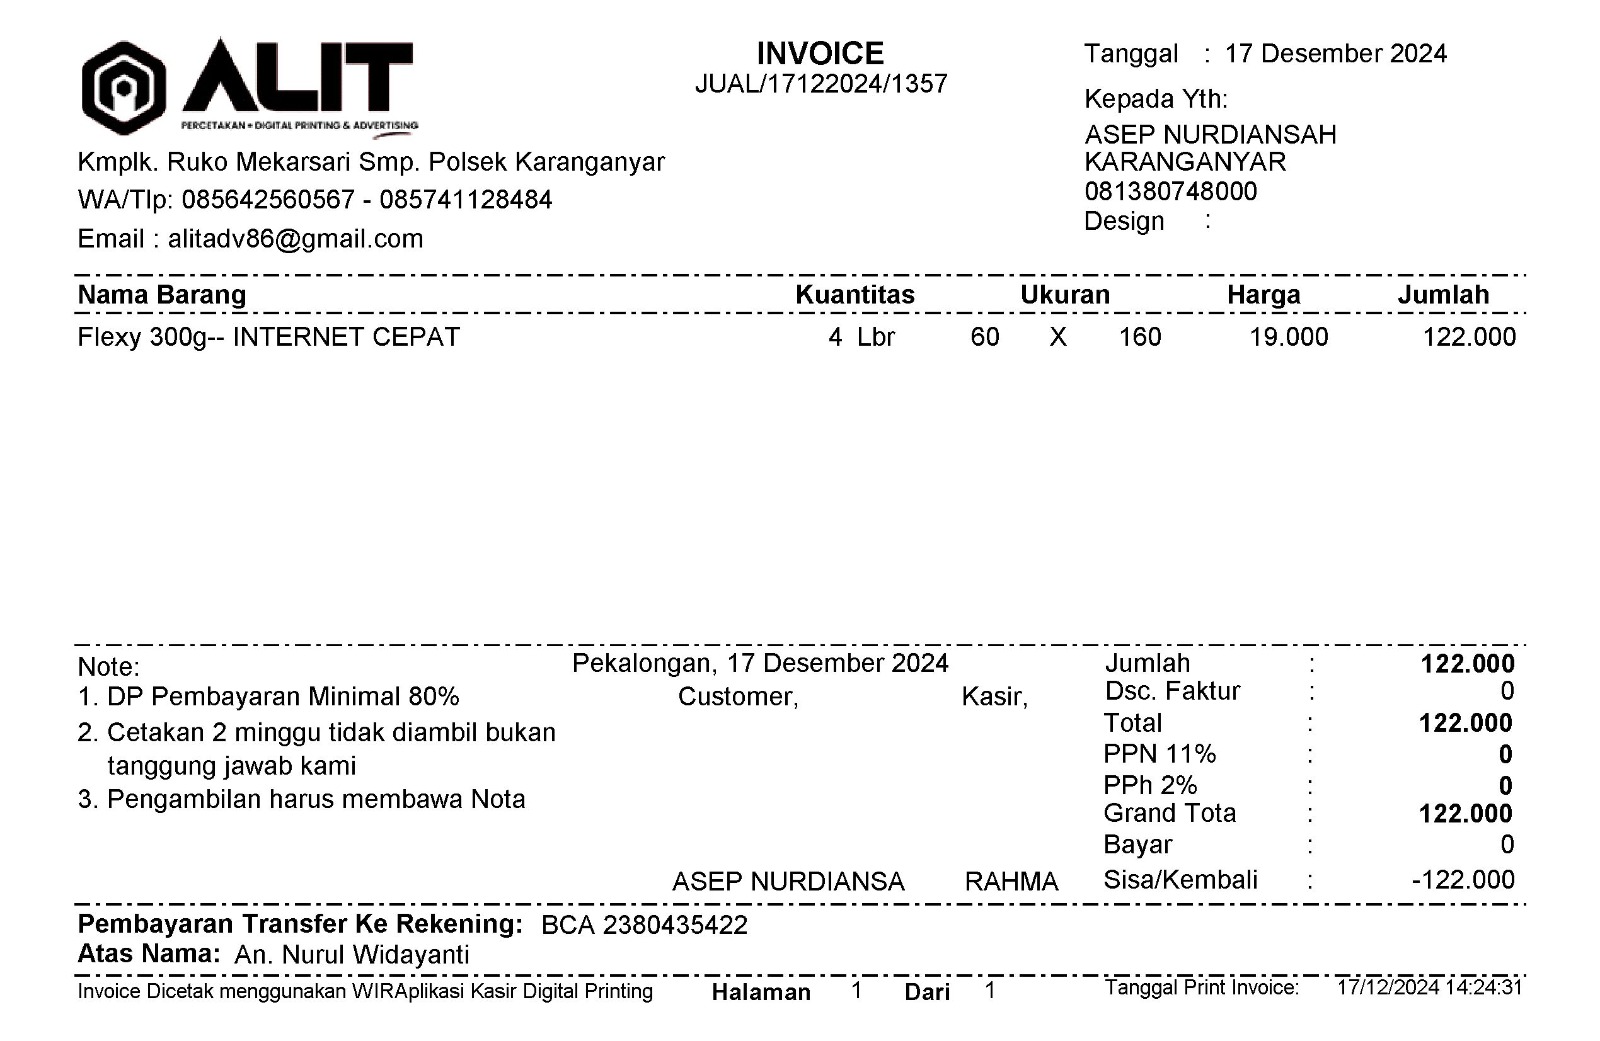 ALIT
PERCETAKAN • DIGITAL PRINTING & ADVERTISING
Kmplk. Ruko Mekarsari Smp. Polsek Karanganyar
WA/Tlp: 085642560567 - 085741128484
Email : alitadv86@gmail.com
INVOICE
JUAL/17122024/1357
Tanggal : 17 Desember 2024
Kepada Yth:
ASEP NURDIANSAH
KARANGANYAR
081380748000
Design :
Nama Barang Kuantitas Ukuran Harga Jumlah
Flexy 300g-- INTERNET CEPAT 4 Lbr 60 X 160 19.000 122.000
Note:
1. DP Pembayaran Minimal 80%
2. Cetakan 2 minggu tidak diambil bukan
tanggung jawab kami
3. Pengambilan harus membawa Nota
Pekalongan, 17 Desember 2024
Customer, Kasir,
ASEP NURDIANSA RAHMA
Jumlah : 122.000
Dsc. Faktur : 0
Total : 122.000
PPN 11% : 0
PPh 2% : 0
Grand Tota : 122.000
Bayar : 0
Sisa/Kembali : -122.000
Pembayaran Transfer Ke Rekening: BCA 2380435422
Atas Nama: An. Nurul Widayanti
Invoice Dicetak menggunakan WIRAplikasi Kasir Digital Printing Halaman 1 Dari 1 Tanggal Print Invoice: 17/12/2024 14:24:31